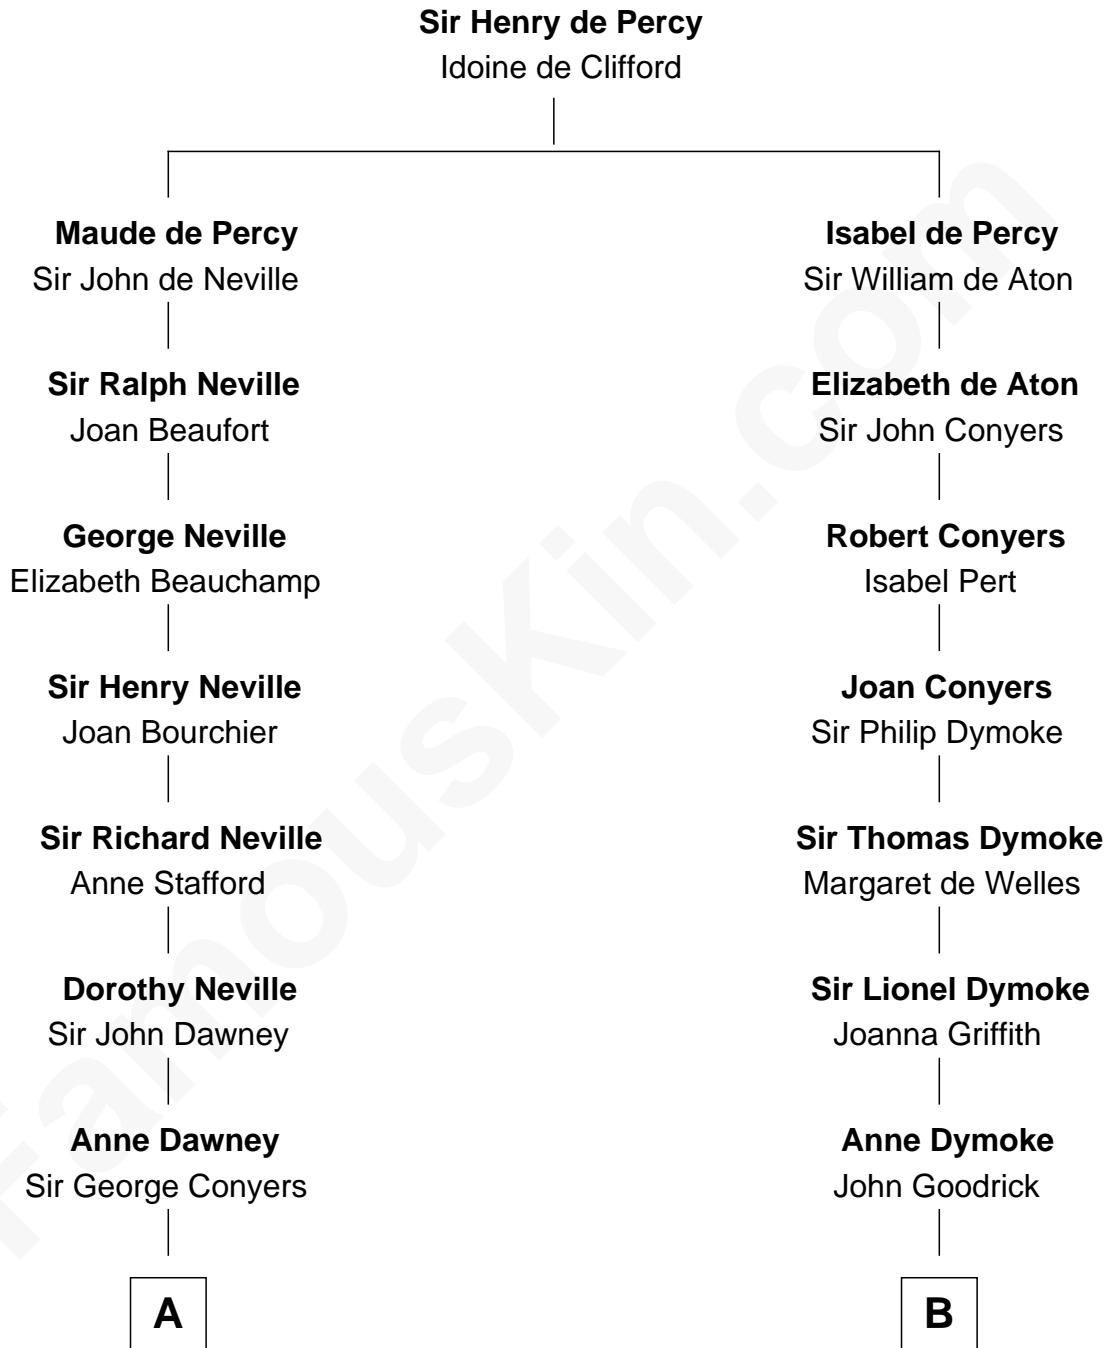 Sir Henry de Percy
Idoine de Clifford
Maude de Percy
Sir John de Neville
Isabel de Percy
Sir William de Aton
Sir Ralph Neville
Joan Beaufort
Elizabeth de Aton
Sir John Conyers
George Neville
Elizabeth Beauchamp
Robert Conyers
Isabel Pert
Sir Henry Neville
Joan Bourchier
Joan Conyers
Sir Philip Dymoke
Sir Richard Neville
Anne Stafford
Sir Thomas Dymoke
Margaret de Welles
Dorothy Neville
Sir John Dawney
Sir Lionel Dymoke
Joanna Griffith
Anne Dawney
Sir George Conyers
Anne Dymoke
John Goodrick
A
B
FamousKin.com